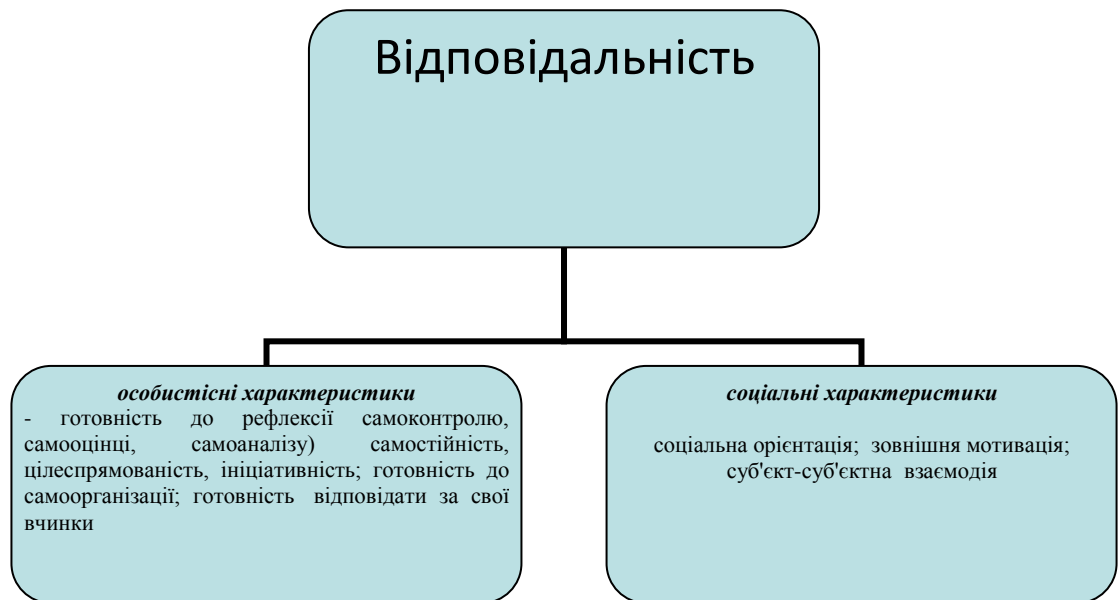 Відповідальність
особистісні характеристики
- готовність до рефлексії самоконтролю,
самооцінці, самоаналізу) самостійність,
цілеспрямованість, ініціативність; готовність до
самоорганізації; готовність відповідати за свої
вчинки
соціальні характеристики
соціальна орієнтація; зовнішня мотивація;
суб'єкт-суб'єктна взаємодія